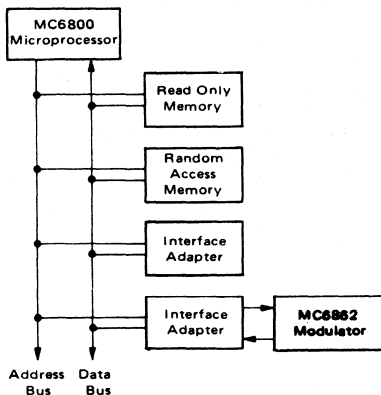 MC6800
Microprocessor
Read Only
Memory
Random
Access
Memory
Interface
Adapter
Interface
Adapter
MC6862
Modulator
Address
Bus
Data
Bus